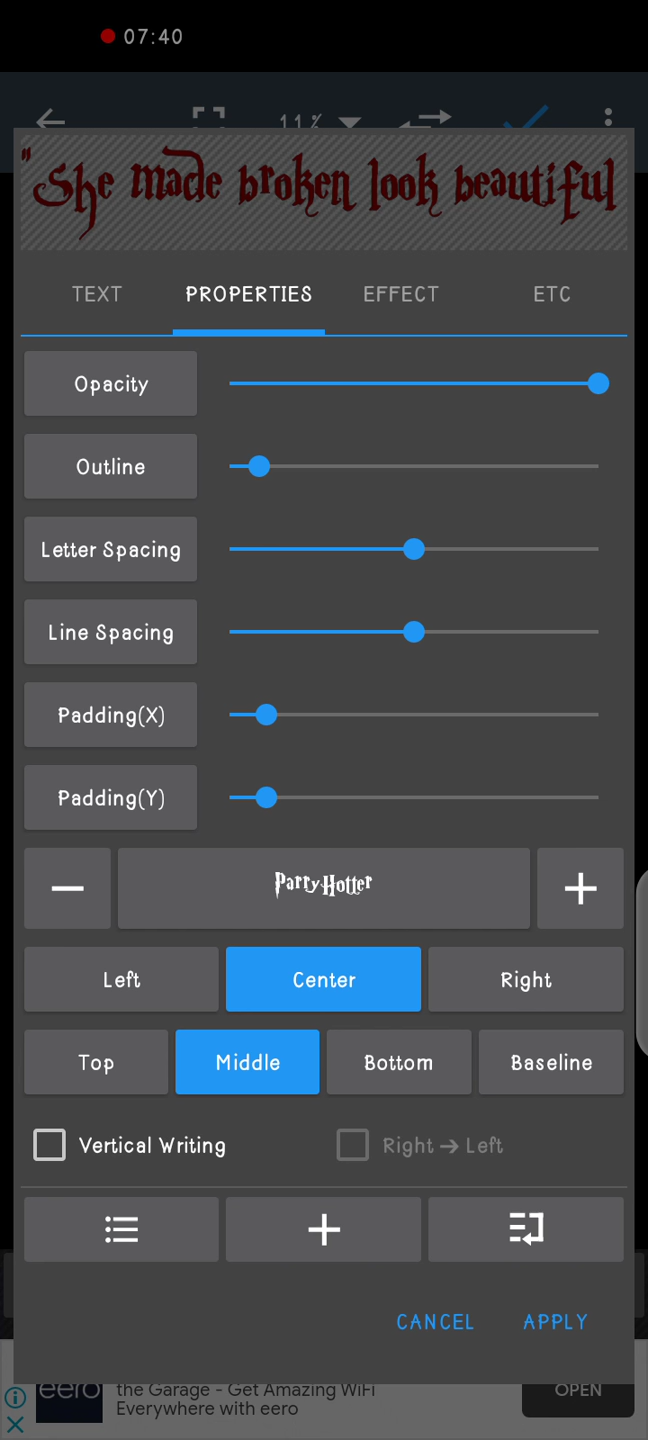 07:40
11%
"She made broken look beautiful
TEXT PROPERTIES EFFECT ETC
Opacity
Outline
Letter Spacing
Line Spacing
Padding(X)
Padding(Y)
ParryHotter
Left Center Right
Top Middle Bottom Baseline
Vertical Writing Right → Left
CANCEL APPLY
eero
the Garage - Get Amazing WiFi
Everywhere with eero
OPEN